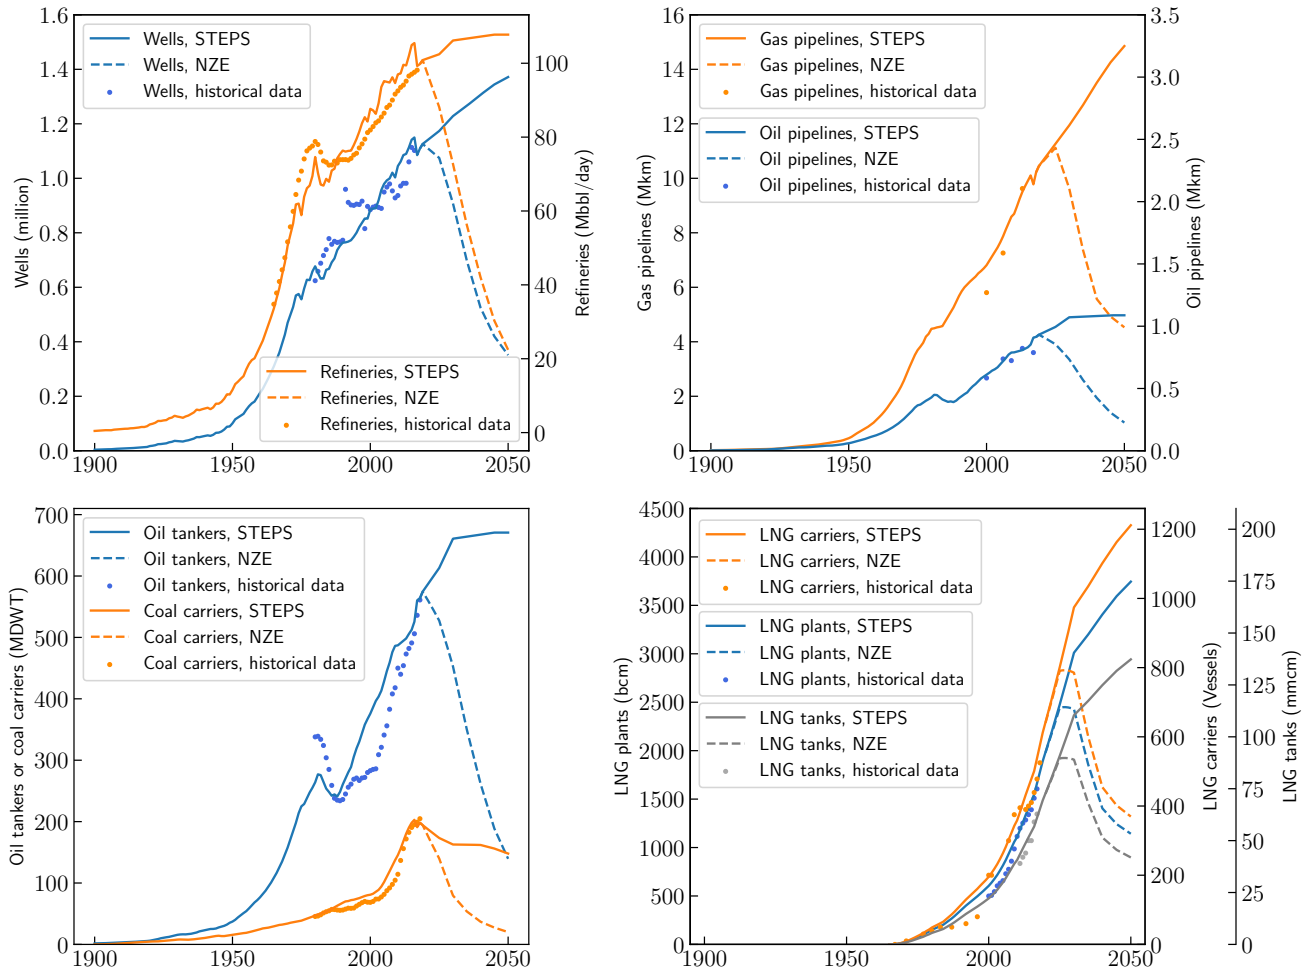 Wells (million)
1.6
1.4
1.2
1.0
0.8
0.6
0.4
0.2
0.0
1900
1950
2000
2050
Wells, STEPS
Wells, NZE
Wells, historical data
Refineries, STEPS
Refineries, NZE
Refineries, historical data
100
80
60
40
20
0
Refineries (Mbbl/day)
Gas pipelines (Mkm)
16
14
12
10
8
6
4
2
0
1900
1950
2000
2050
Gas pipelines, STEPS
Gas pipelines, NZE
Gas pipelines, historical data
Oil pipelines, STEPS
Oil pipelines, NZE
Oil pipelines, historical data
3.5
3.0
2.5
2.0
1.5
1.0
0.5
0.0
Oil pipelines (Mkm)
Oil tankers or coal carriers (MDWT)
700
600
500
400
300
200
100
0
1900
1950
2000
2050
Oil tankers, STEPS
Oil tankers, NZE
Oil tankers, historical data
Coal carriers, STEPS
Coal carriers, NZE
Coal carriers, historical data
LNG plants (bcm)
4500
4000
3500
3000
2500
2000
1500
1000
500
0
1900
1950
2000
2050
LNG carriers, STEPS
LNG carriers, NZE
LNG carriers, historical data
LNG plants, STEPS
LNG plants, NZE
LNG plants, historical data
LNG tanks, STEPS
LNG tanks, NZE
LNG tanks, historical data
1200
1000
800
600
400
200
0
LNG carriers (Vessels)
200
175
150
125
100
75
50
25
0
LNG tanks (mmcm)